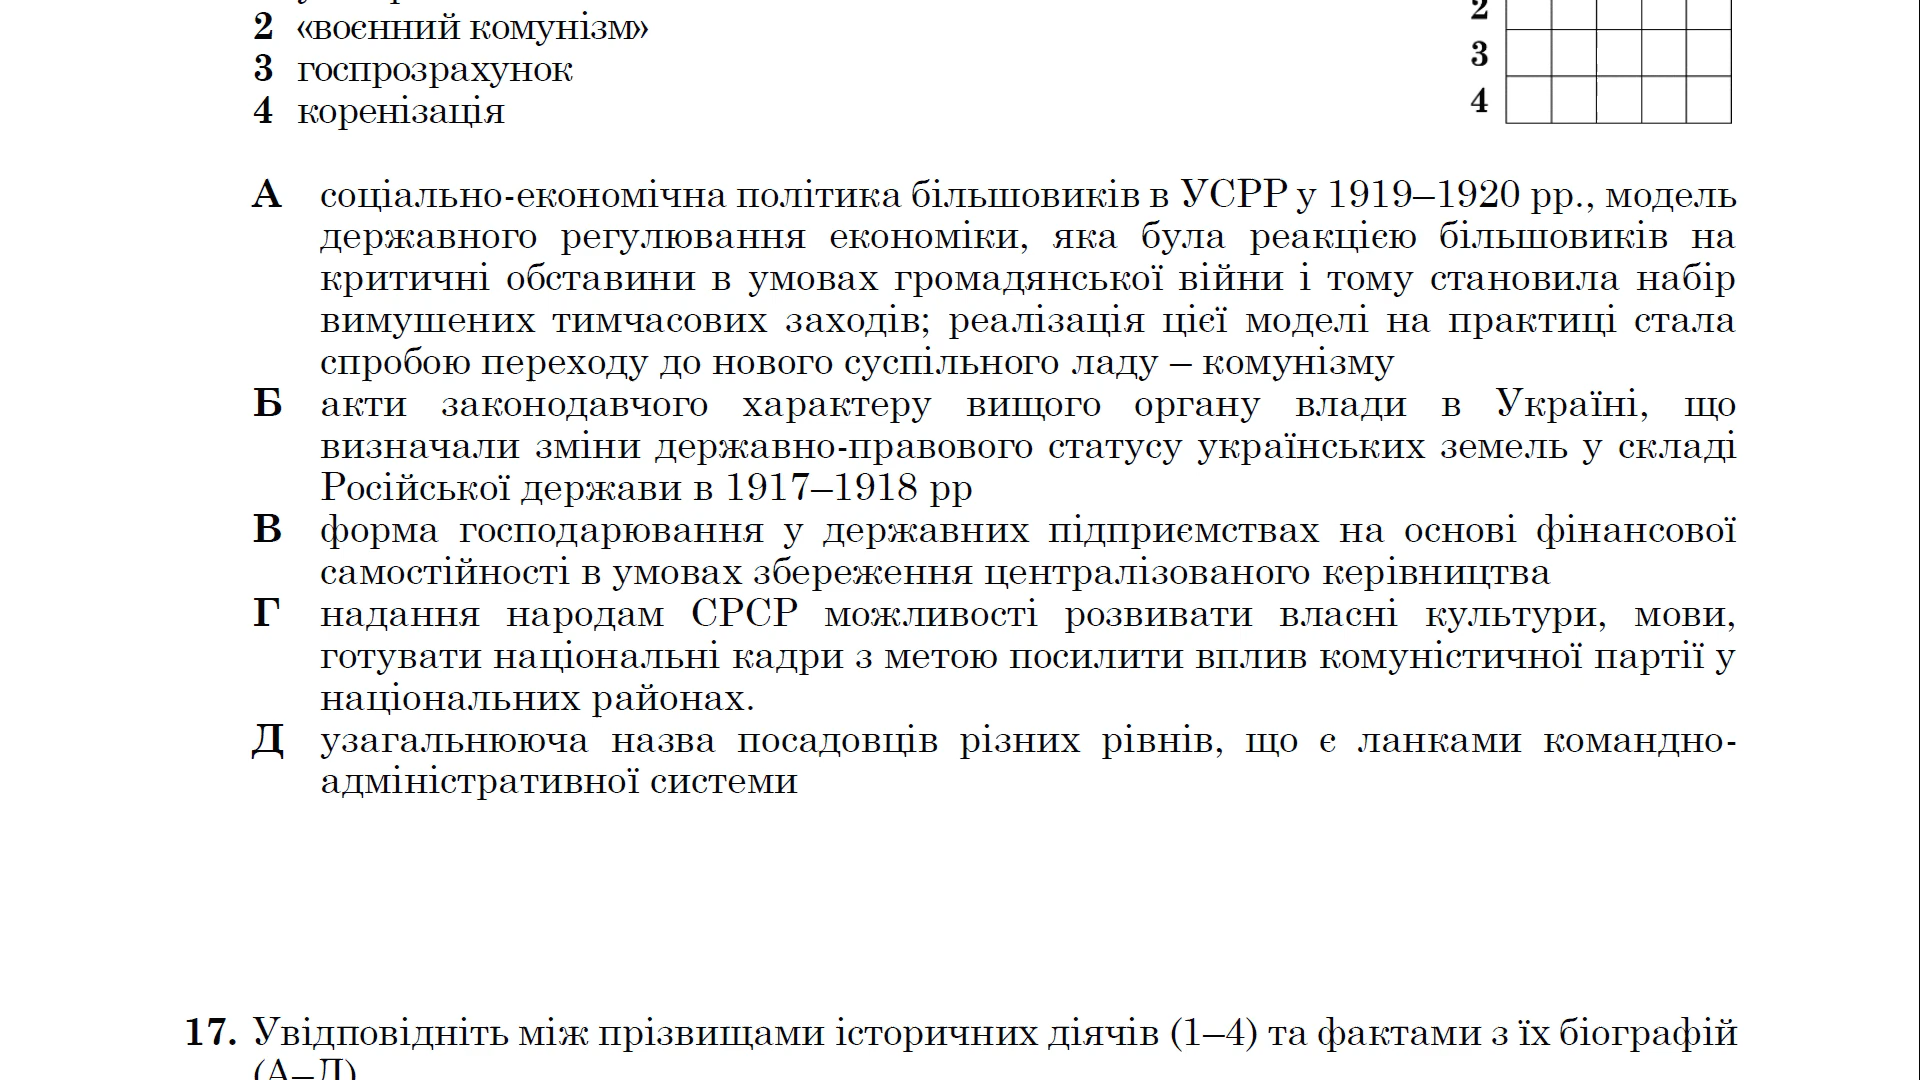 2 «воєнний комунізм»
3 госпрозрахунок
4 коренізація
2
3
4
А соціально-економічна політика більшовиків в УСРР у 1919–1920 рр., модель
державного регулювання економіки, яка була реакцією більшовиків на
критичні обставини в умовах громадянської війни і тому становила набір
вимушених тимчасових заходів; реалізація цієї моделі на практиці стала
спробою переходу до нового суспільного ладу – комунізму
Б акти законодавчого характеру вищого органу влади в Україні, що
визначали зміни державно-правового статусу українських земель у складі
Російської держави в 1917–1918 рр
В форма господарювання у державних підприємствах на основі фінансової
самостійності в умовах збереження централізованого керівництва
Г надання народам СРСР можливості розвивати власні культури, мови,
готувати національні кадри з метою посилити вплив комуністичної партії у
національних районах.
Д узагальнююча назва посадовців різних рівнів, що є ланками командно-
адміністративної системи
17. Увідповідніть між прізвищами історичних діячів (1–4) та фактами з їх біографій
(А–Д)